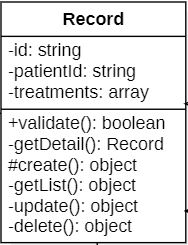 Record
-id: string
-patientId: string
-treatments: array
+validate(): boolean
-getDetail(): Record
#create(): object
-getList(): object
-update(): object
-delete(): object